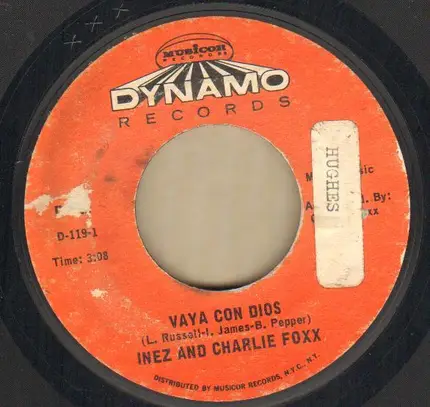 MUSICOR
RECORDS
DYNAMO
RECORDS
HUGHES
D-119-1
Time: 3:08
By:
VAYA CON DIOS
(L. Russell-I. James-B. Pepper)
INEZ AND CHARLIE FOXX
DISTRIBUTED BY MUSICOR RECORDS, N.Y.C., N.Y.